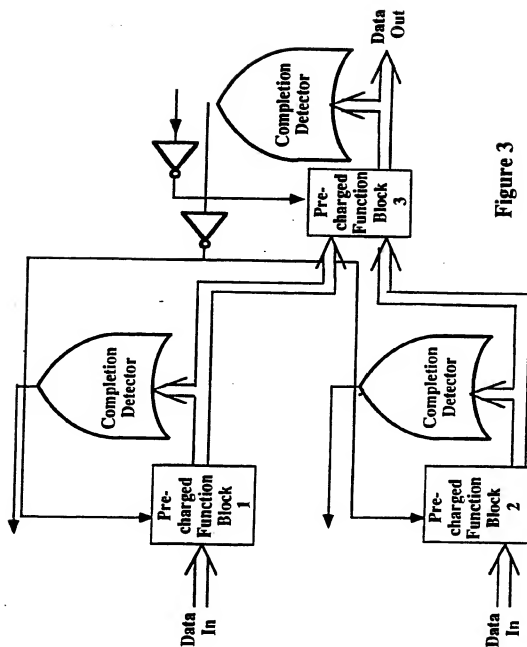 Data
In
Pre-
charged
Function
Block
1
Completion
Detector
Data
In
Pre-
charged
Function
Block
2
Completion
Detector
Pre-
charged
Function
Block
3
Completion
Detector
Data
Out
Figure 3